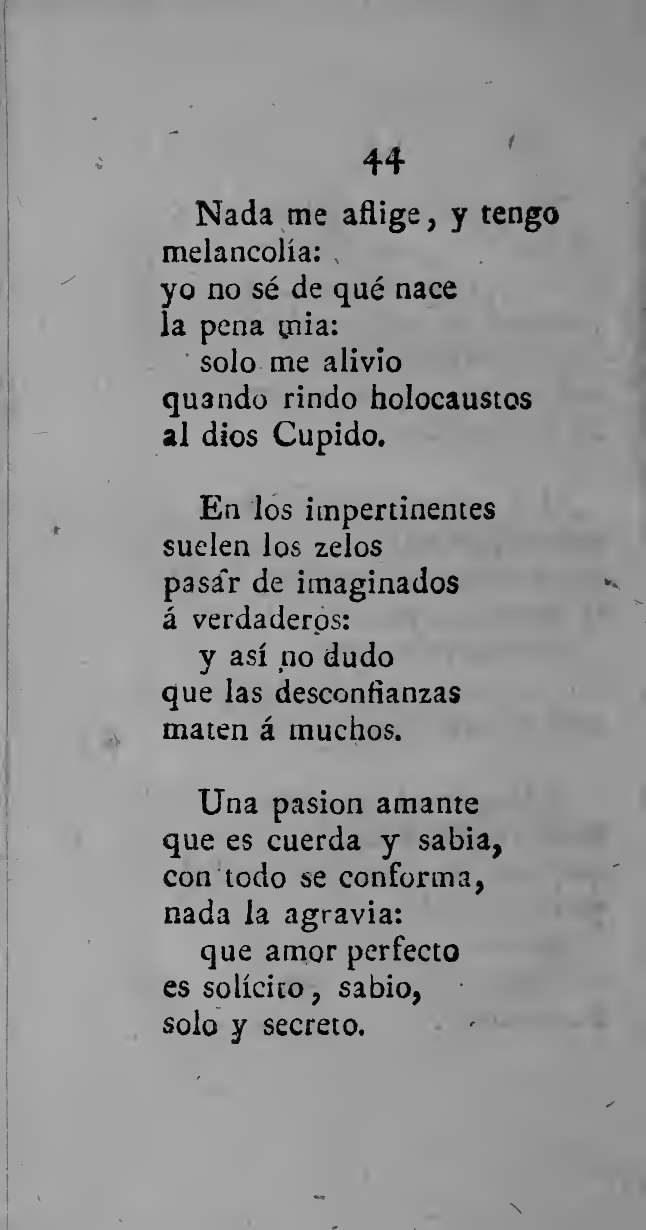 44
Nada me aflige, y tengo
melancolía:
yo no sé de qué nace
la pena mia:
solo me alivio
quando rindo holocaustos
al dios Cupido.
En los impertinentes
suelen los zelos
pasar de imaginados
á verdaderos:
y así no dudo
que las desconfianzas
maten á muchos.
Una pasion amante
que es cuerda y sabia,
con todo se conforma,
nada la agravia:
que amor perfecto
es solícito, sabio,
solo y secreto.